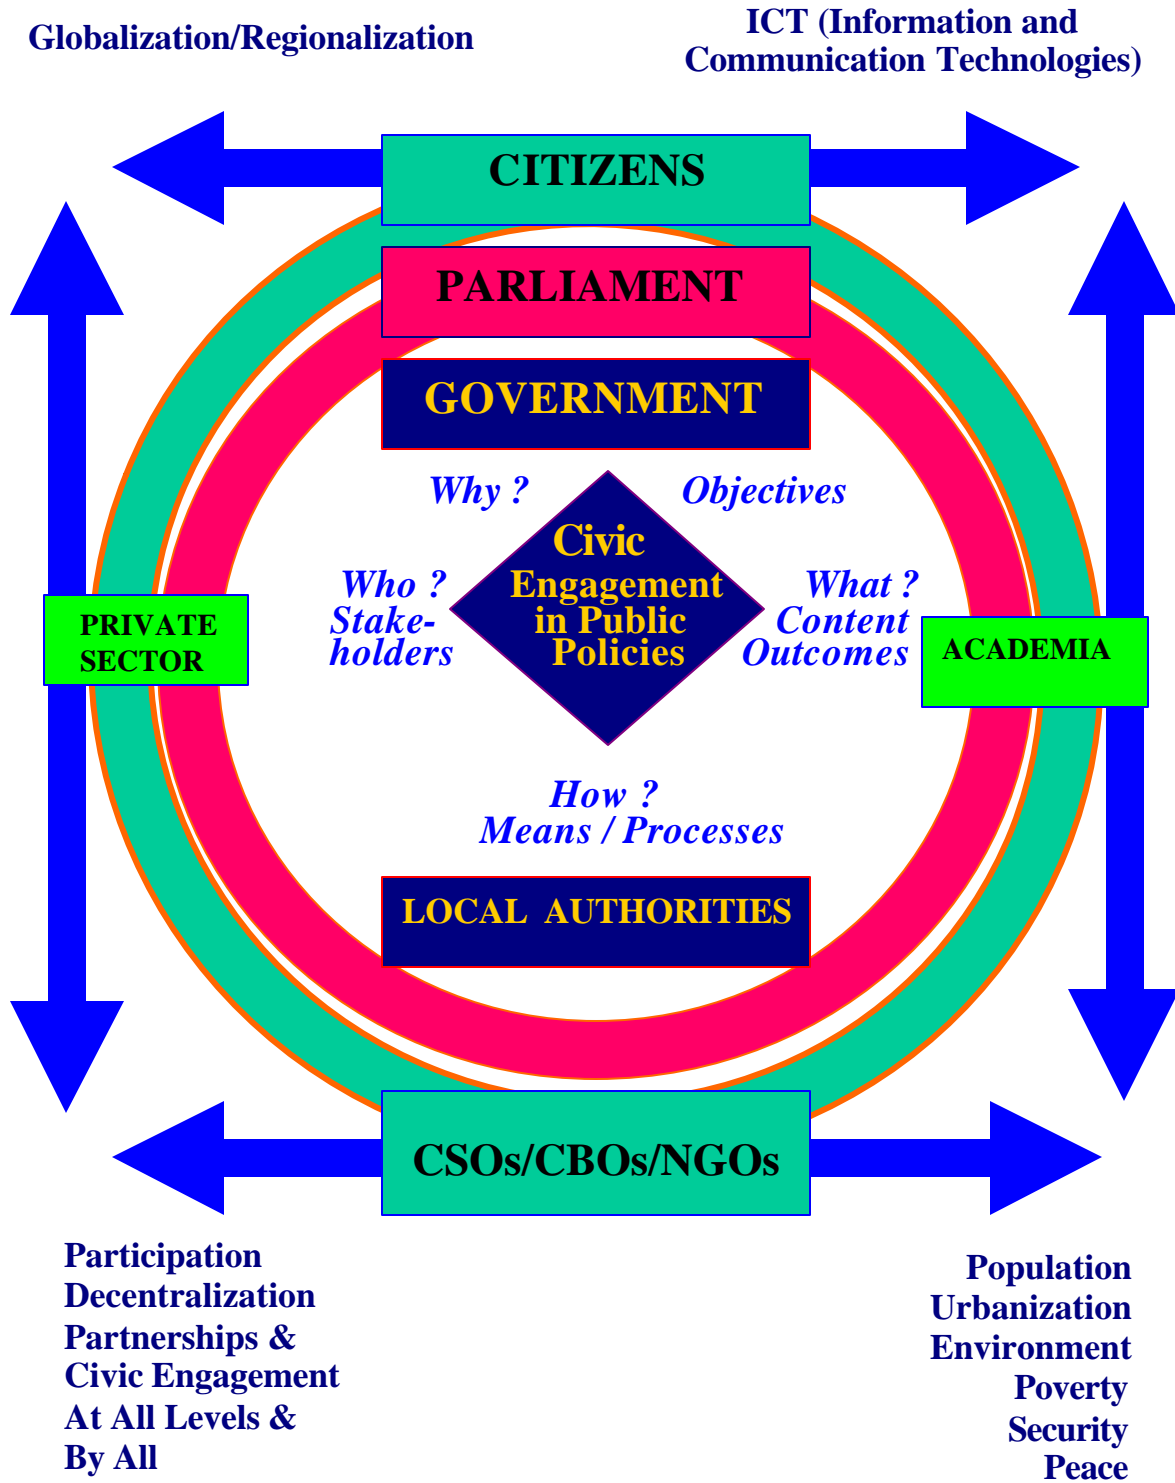 Globalization/Regionalization
ICT (Information and
Communication Technologies)
CITIZENS
PARLIAMENT
GOVERNMENT
Why ?
Objectives
Civic
Engagement
in Public
Policies
Who ?
Stake-
holders
What ?
Content
Outcomes
PRIVATE
SECTOR
ACADEMIA
How ?
Means / Processes
LOCAL AUTHORITIES
CSOs/CBOs/NGOs
Participation
Decentralization
Partnerships &
Civic Engagement
At All Levels &
By All
Population
Urbanization
Environment
Poverty
Security
Peace